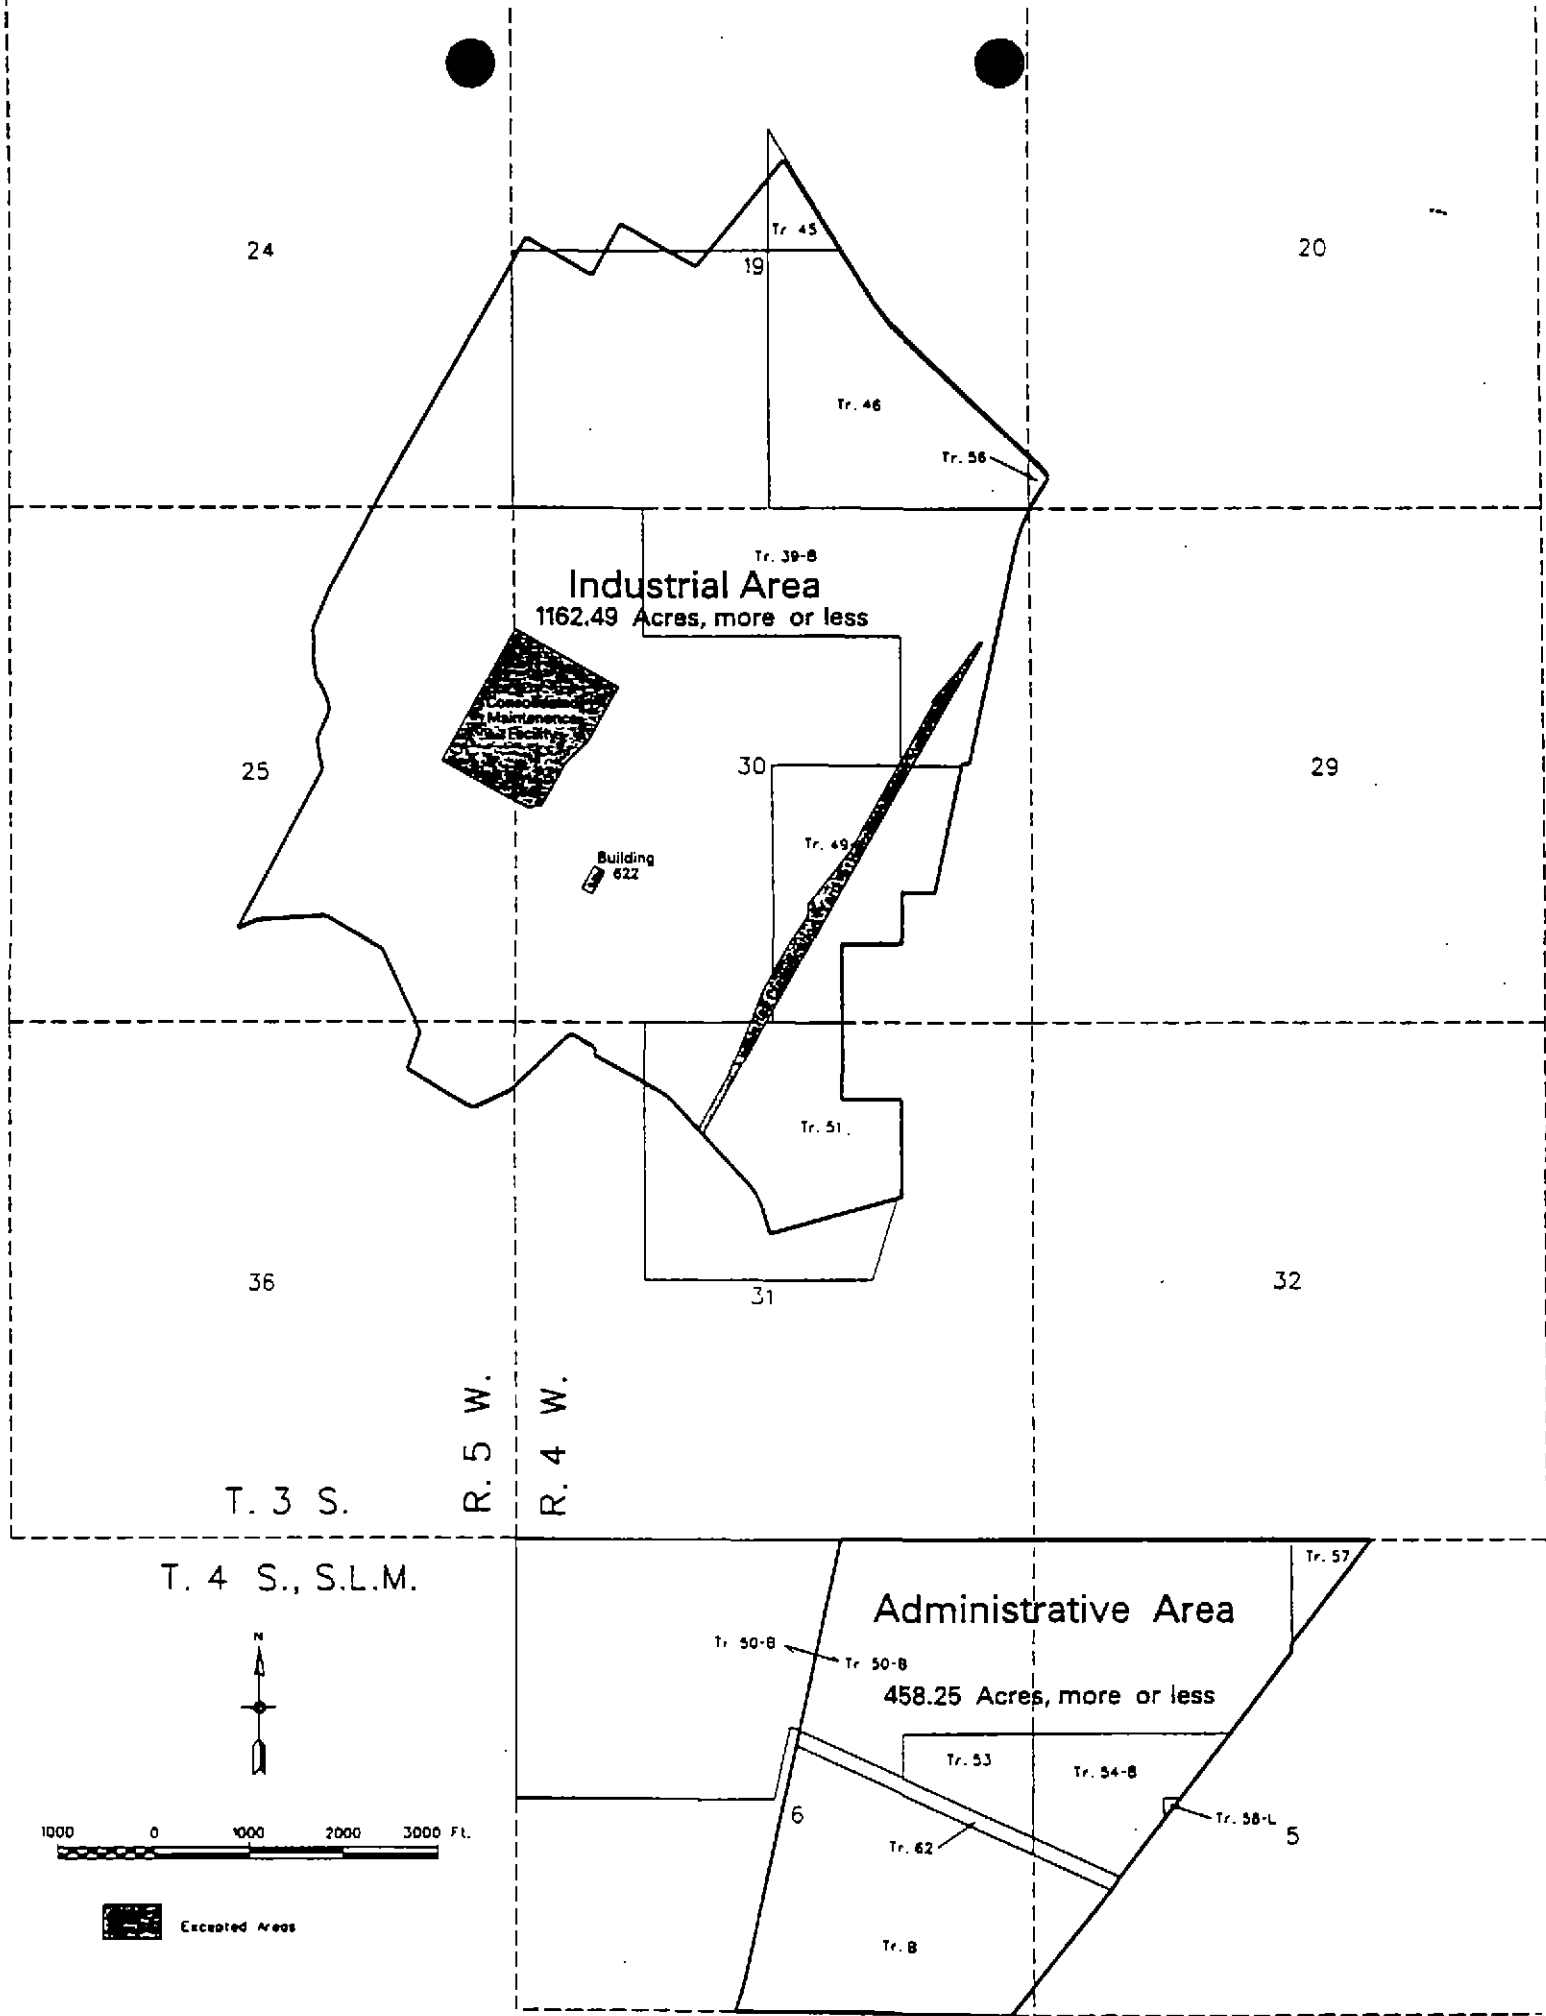 24
Tr. 45
19
20
Tr. 46
Tr. 56
Tr. 39-B
Industrial Area
1162.49 Acres, more or less
Consolidated
Maintenance
Facility
25
30
29
Tr. 49
Building
622
Tr. 51
36
31
32
R. 5 W.
R. 4 W.
T. 3 S.
T. 4 S., S.L.M.
Tr. 57
Administrative Area
N
Tr 50-B
Tr 50-B
458.25 Acres, more or less
Tr. 53
Tr. 54-B
6
Tr. 58-L
5
Tr. 62
1000 0 1000 2000 3000 Ft.
Excepted Areas
Tr. B